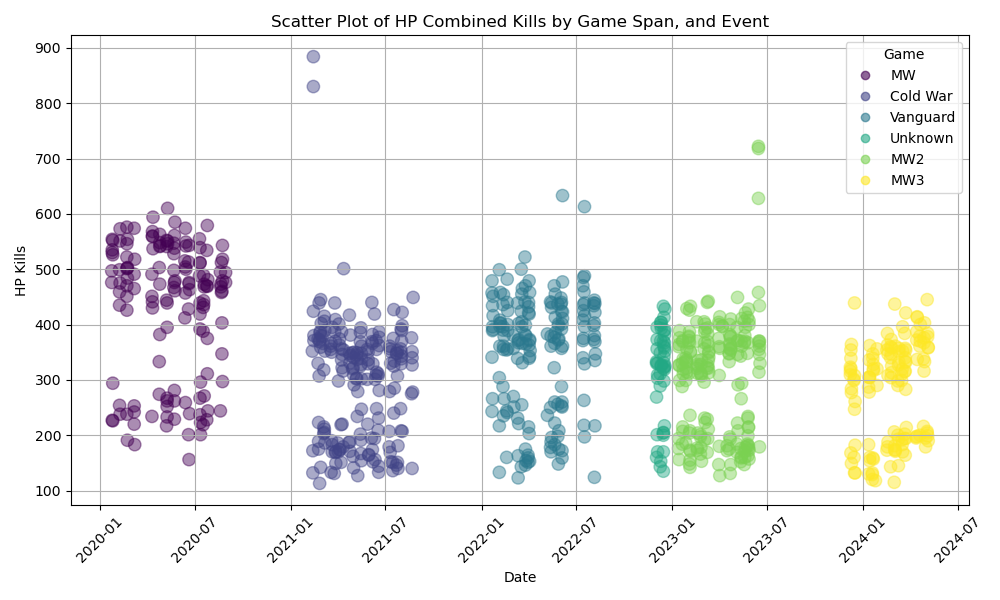 Scatter Plot of HP Combined Kills by Game Span, and Event
HP Kills
900
800
700
600
500
400
300
200
100
Game
MW
Cold War
Vanguard
Unknown
MW2
MW3
2020-01
2020-07
2021-01
2021-07
2022-01
2022-07
2023-01
2023-07
2024-01
2024-07
Date